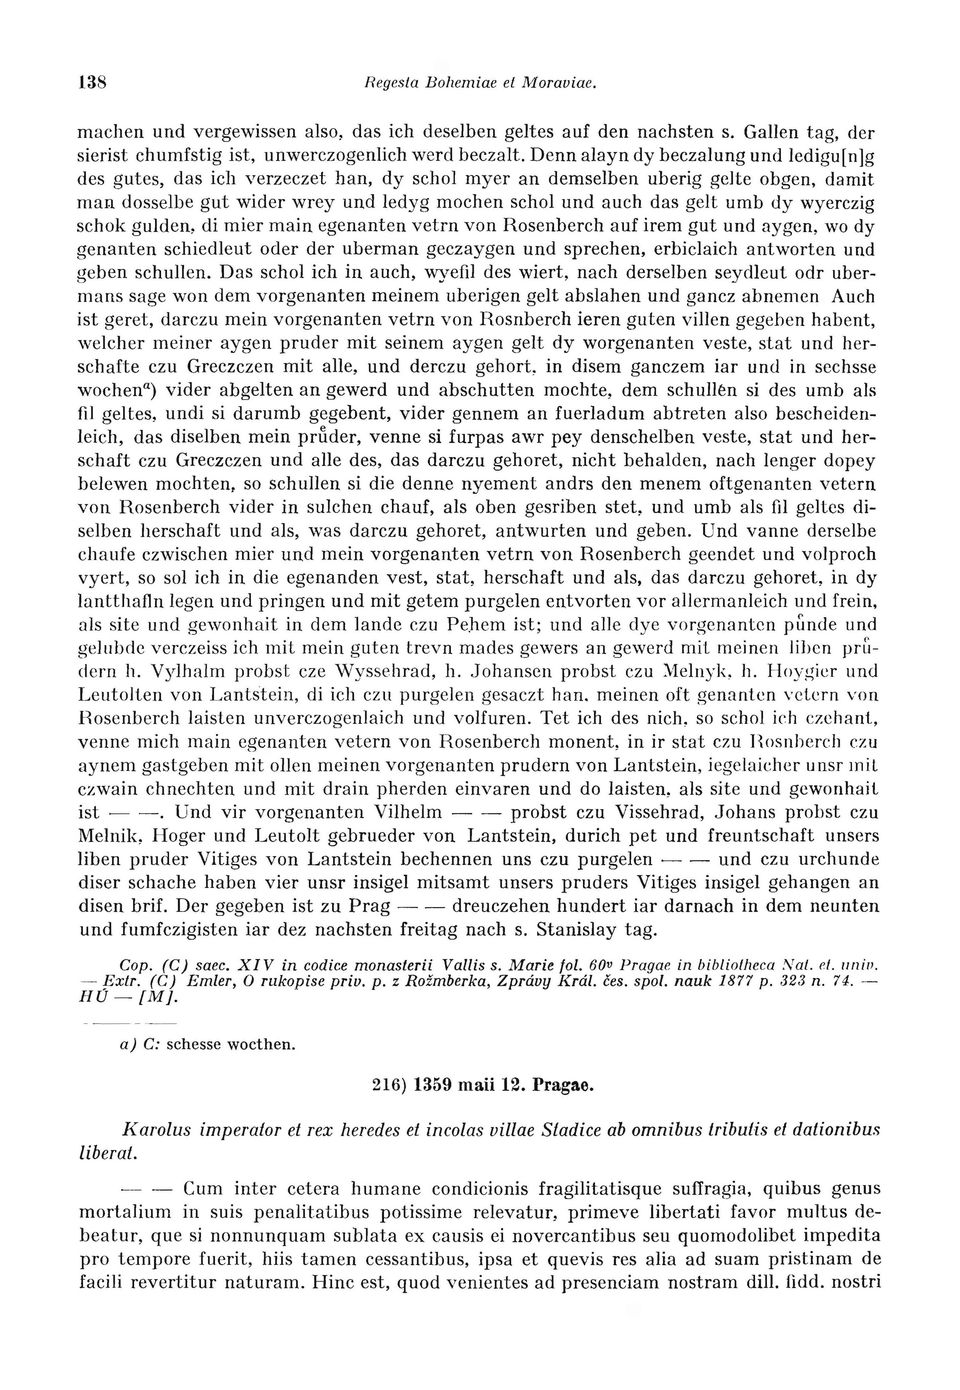 138 Regesta Bohemiae et Moraviae.
machen und vergewissen also, das ich deselben geltes auf den nachsten s. Gallen tag, der
sierist chumfstig ist, unwerczogenlich werd beczalt. Denn alayn dy beczalung und ledigu[n]g
des gutes, das ich verzeczet han, dy schol myer an demselben uberig gelte obgen, damit
man dosselbe gut wider wrey und ledyg mochen schol und auch das gelt umb dy wyerczig
schok gulden, di mier main egenanten vetrn von Rosenberch auf irem gut und aygen, wo dy
genanten schiedleut oder der uberman geczaygen und sprechen, erbiclaich antworten und
geben schullen. Das schol ich in auch, wyefil des wiert, nach derselben seydleut odr uber-
mans sage won dem vorgenanten meinem uberigen gelt abslahen und gancz abnemen Auch
ist geret, darczu mein vorgenanten vetrn von Rosnberch ieren guten villen gegeben habent,
welcher meiner aygen pruder mit seinem aygen gelt dy worgenanten veste, stat und her-
schafte czu Greczczen mit alle, und derczu gehort, in disem ganczem iar und in sechsse
wochenª) vider abgelten an gewerd und abschutten mochte, dem schullén si des umb als
fil geltes, undi si darumb gegebent, vider gennem an fuerladum abtreten also bescheiden-
leich, das diselben mein průder, venne si furpas awr pey denschelben veste, stat und her-
schaft czu Greczczen und alle des, das darczu gehoret, nicht behalden, nach lenger dopey
belewen mochten, so schullen si die denne nyement andrs den menem oftgenanten vetern
von Rosenberch vider in sulchen chauf, als oben gesriben stet, und umb als fil geltes di-
selben herschaft und als, was darczu gehoret, antwurten und geben. Und vanne derselbe
chaufe czwischen mier und mein vorgenanten vetrn von Rosenberch geendet und volproch
vyert, so sol ich in die egenanden vest, stat, herschaft und als, das darczu gehoret, in dy
lantthafln legen und pringen und mit getem purgelen entvorten vor allermanleich und frein,
als site und gewonhait in dem lande czu Pehem ist; und alle dye vorgenanten půnde und
gelubde verczeiss ich mit mein guten trevn mades gewers an gewerd mit meinen liben prů-
dern h. Vylhalm probst cze Wyssehrad, h. Johansen probst czu Melnyk, h. Hoygier und
Leutolten von Lantstein, di ich czu purgelen gesaczt han, meinen oft genanten vetern von
Rosenberch laisten unverczogenlaich und volfuren. Tet ich des nich, so schol ich czehant,
venne mich main egenanten vetern von Rosenberch monent, in ir stat czu Rosnberch czu
aynem gastgeben mit ollen meinen vorgenanten prudern von Lantstein, iegelaicher unsr mit
czwain chnechten und mit drain pherden einvaren und do laisten, als site und gewonhait
ist — —. Und vir vorgenanten Vilhelm — — probst czu Vissehrad, Johans probst czu
Melnik, Hoger und Leutolt gebrueder von Lantstein, durich pet und freuntschaft unsers
liben pruder Vitiges von Lantstein bechennen uns czu purgelen — — und czu urchunde
diser schache haben vier unsr insigel mitsamt unsers pruders Vitiges insigel gehangen an
disen brif. Der gegeben ist zu Prag — — dreuczehen hundert iar darnach in dem neunten
und fumfczigisten iar dez nachsten freitag nach s. Stanislay tag.
Cop. (C) saec. XIV in codice monasterii Vallis s. Marie fol. 60v Pragae in bibliotheca Nat. et. univ.
— Extr. (C) Emler, O rukopise priv. p. z Rožmberka, Zprávy Král. čes. spol. nauk 1877 p. 323 n. 74. —
HÚ — [M].
a) C: schesse wocthen.
216) 1359 maii 12. Pragae.
Karolus imperator et rex heredes et incolas villae Stadice ab omnibus tributis et dationibus
liberat.
— — Cum inter cetera humane condicionis fragilitatisque suffragia, quibus genus
mortalium in suis penalitatibus potissime relevatur, primeve libertati favor multus de-
beatur, que si nonnunquam sublata ex causis ei novercantibus seu quomodolibet impedita
pro tempore fuerit, hiis tamen cessantibus, ipsa et quevis res alia ad suam pristinam de
facili revertitur naturam. Hinc est, quod venientes ad presenciam nostram dill. fidd. nostri